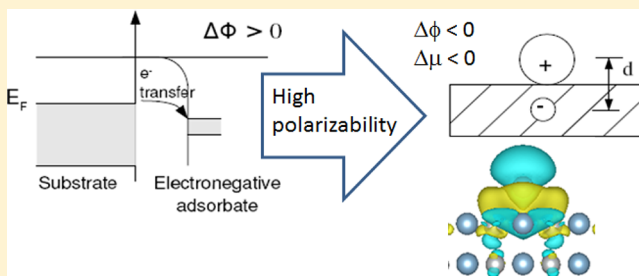 ΔΦ > 0
e⁻
transfer
E_F
Substrate
Electronegative
adsorbate
High
polarizability
Δϕ < 0
Δμ < 0
+
d
-